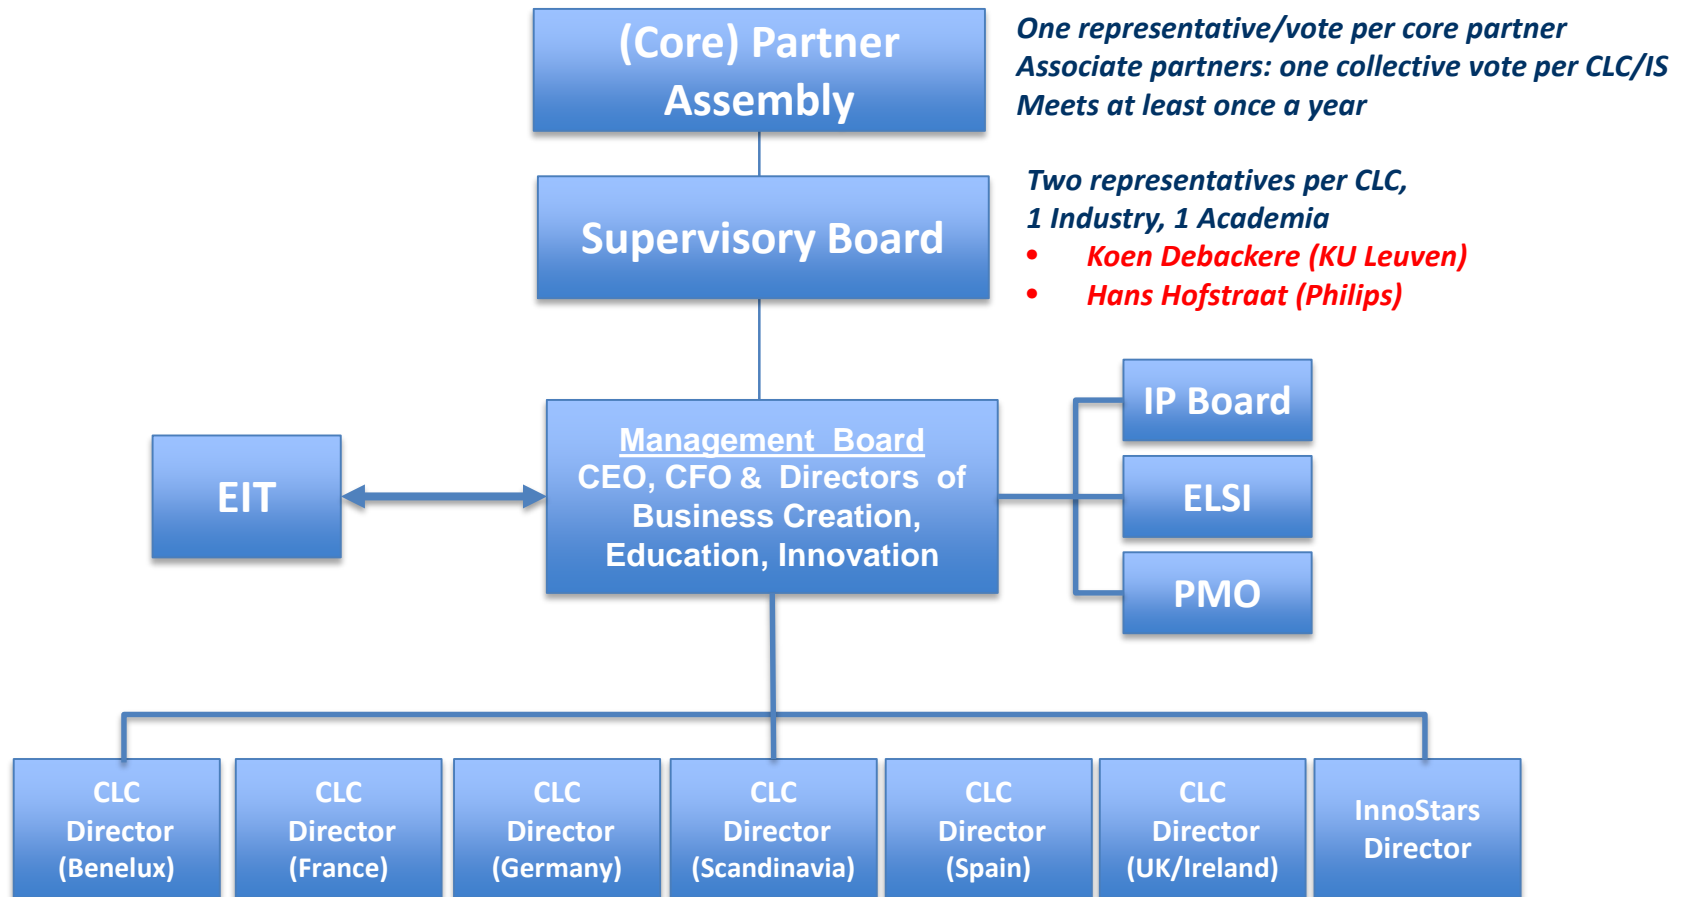 (Core) Partner
Assembly
One representative/vote per core partner
Associate partners: one collective vote per CLC/IS
Meets at least once a year
Supervisory Board
Two representatives per CLC,
1 Industry, 1 Academia
• Koen Debackere (KU Leuven)
• Hans Hofstraat (Philips)
EIT
Management Board
CEO, CFO & Directors of
Business Creation,
Education, Innovation
IP Board
ELSI
PMO
CLC
Director
(Benelux)
CLC
Director
(France)
CLC
Director
(Germany)
CLC
Director
(Scandinavia)
CLC
Director
(Spain)
CLC
Director
(UK/Ireland)
InnoStars
Director